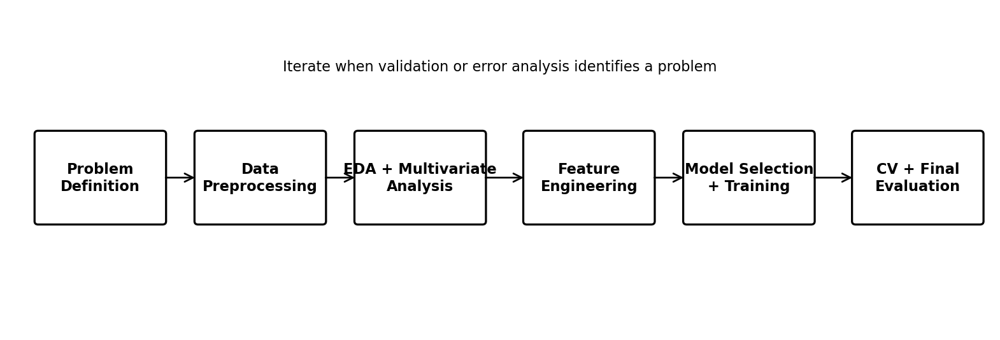 Iterate when validation or error analysis identifies a problem
Problem
Definition
Data
Preprocessing
EDA + Multivariate
Analysis
Feature
Engineering
Model Selection
+ Training
CV + Final
Evaluation